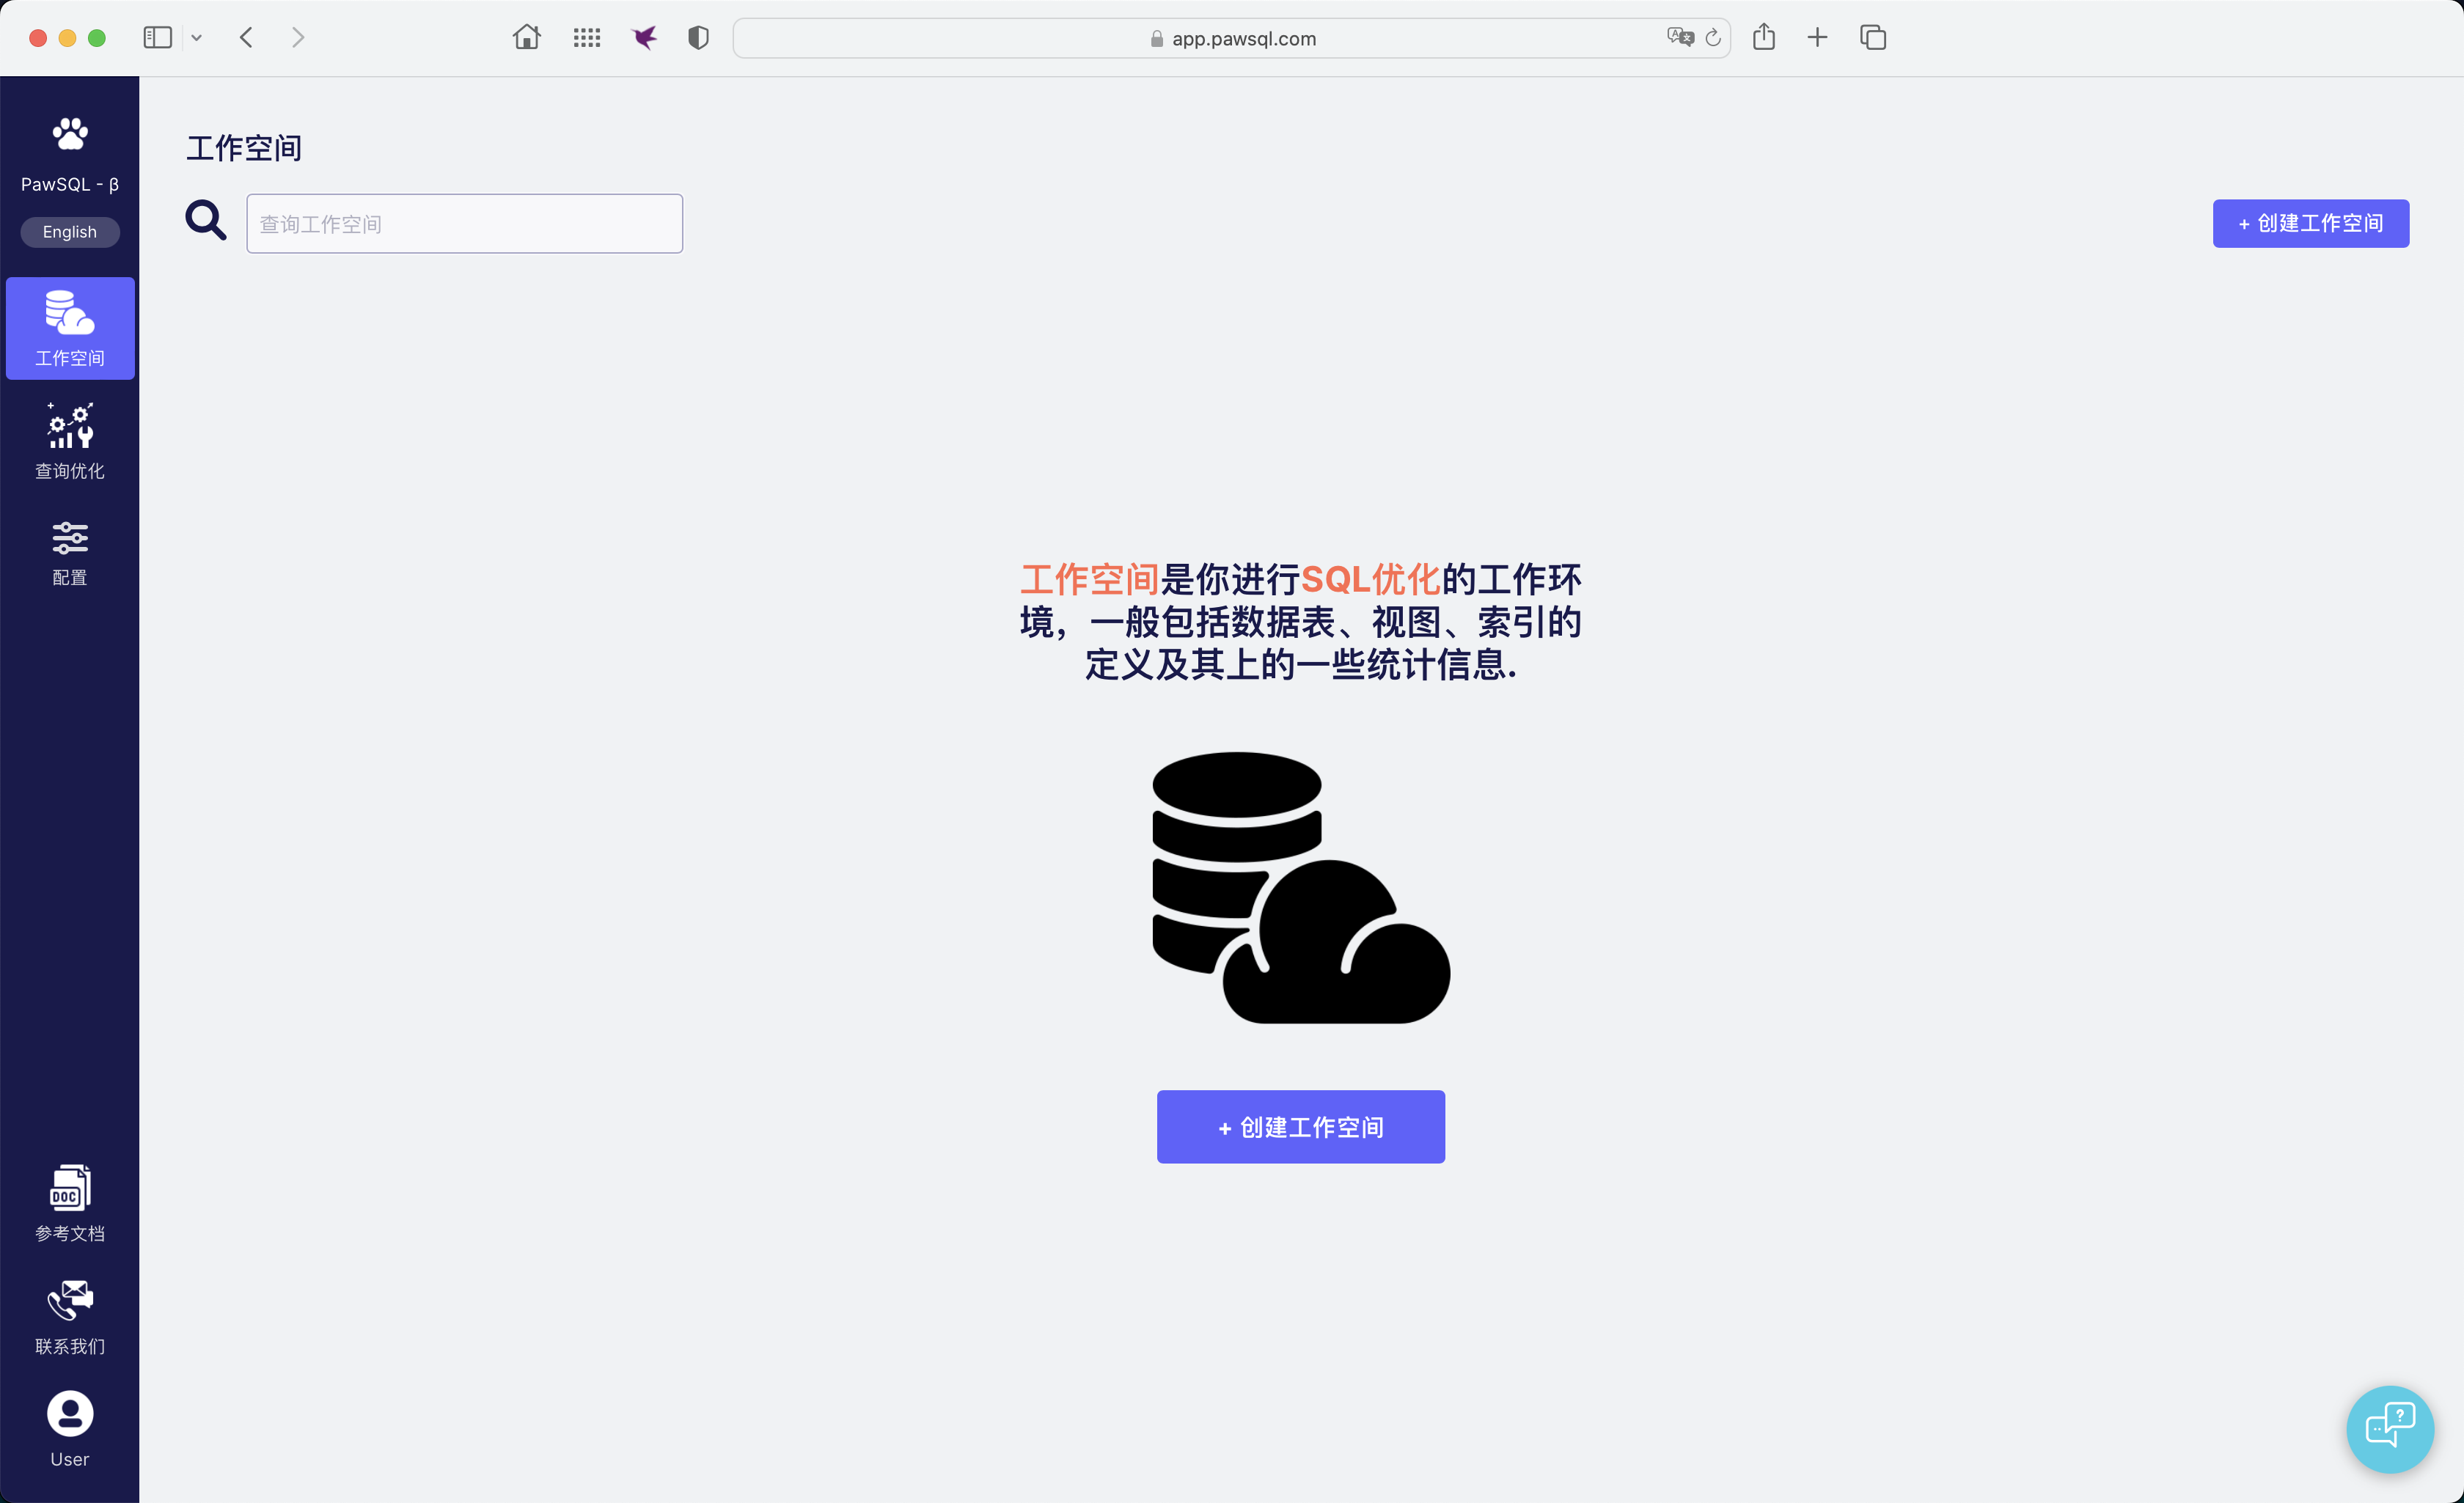 app.pawsql.com
PawSQL - β
English
工作空间
查询优化
配置
DOC
参考文档
联系我们
User
工作空间
查询工作空间
+ 创建工作空间
工作空间是你进行SQL优化的工作环
境，一般包括数据表、视图、索引的
定义及其上的一些统计信息.
+ 创建工作空间